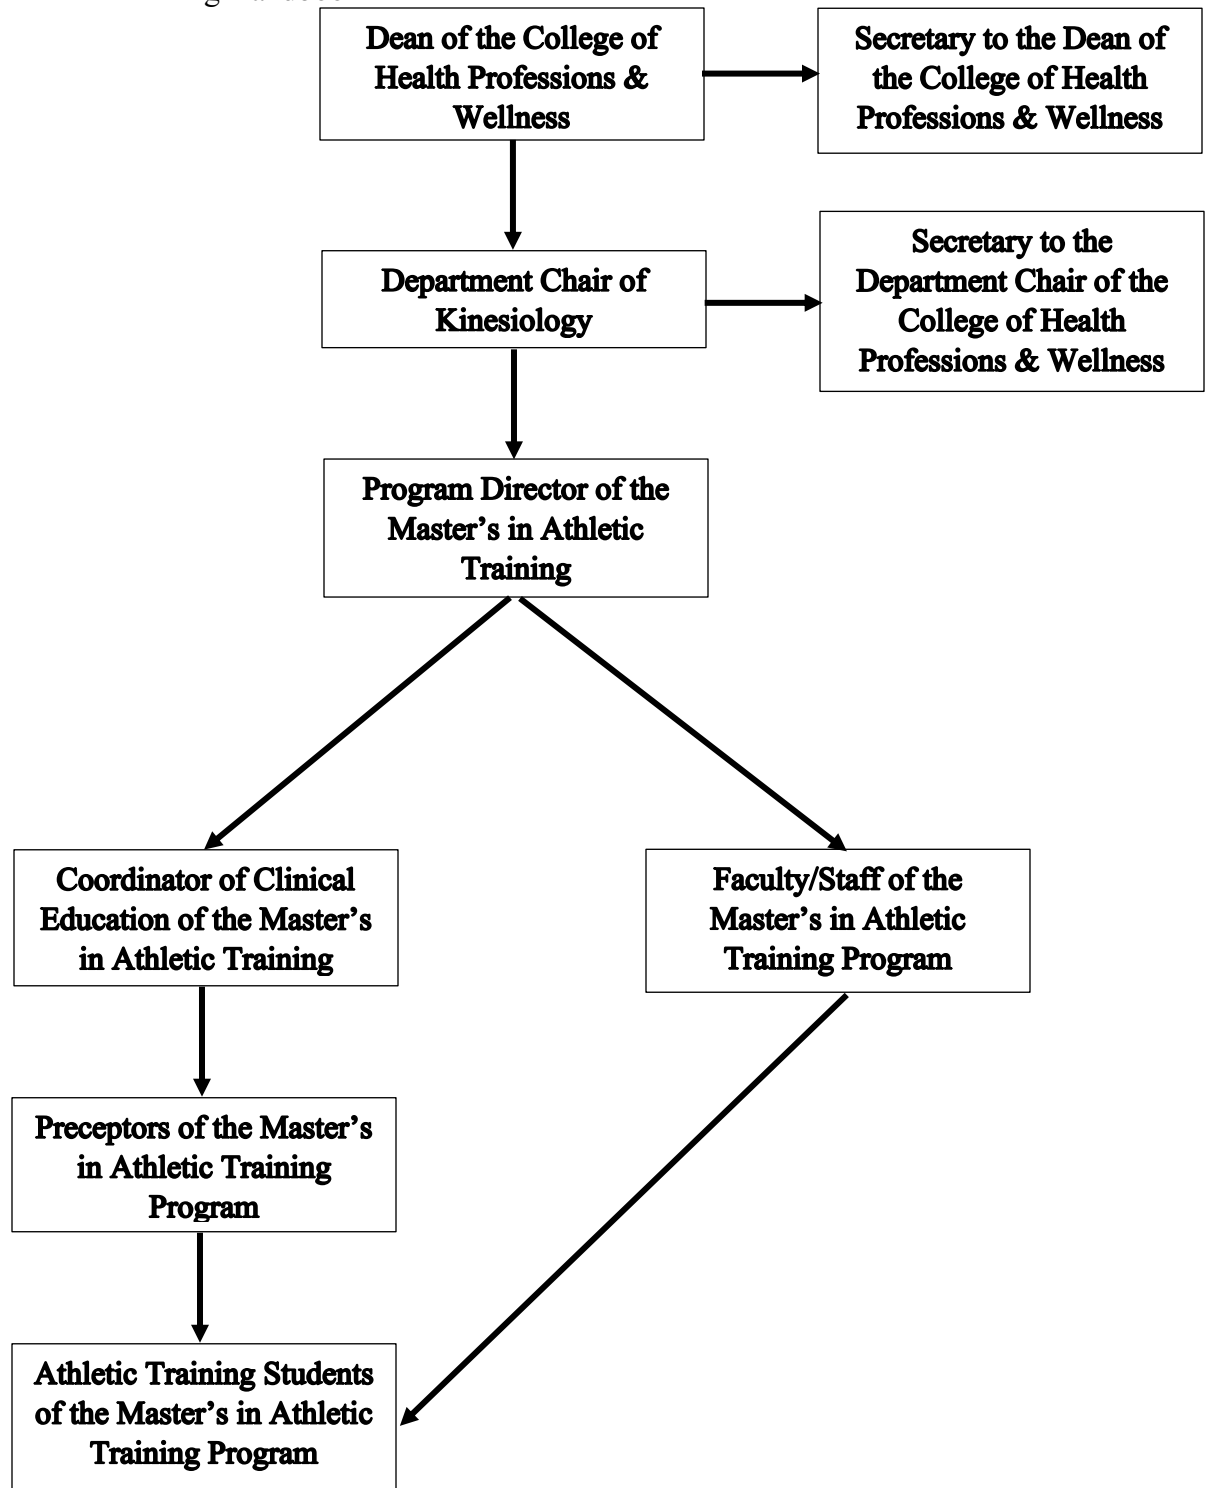 Dean of the College of
Health Professions &
Wellness
Secretary to the Dean of
the College of Health
Professions & Wellness
Department Chair of
Kinesiology
Secretary to the
Department Chair of the
College of Health
Professions & Wellness
Program Director of the
Master’s in Athletic
Training
Coordinator of Clinical
Education of the Master’s
in Athletic Training
Faculty/Staff of the
Master’s in Athletic
Training Program
Preceptors of the Master’s
in Athletic Training
Program
Athletic Training Students
of the Master’s in Athletic
Training Program